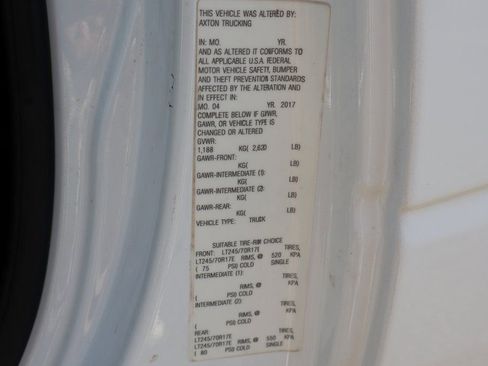 THIS VEHICLE WAS ALTERED BY:
AXTON TRUCKING
IN: MO. YR.
AND AS ALTERED IT CONFORMS TO
ALL APPLICABLE U.S.A. FEDERAL
MOTOR VEHICLE SAFETY, BUMPER
AND THEFT PREVENTION STANDARDS
AFFECTED BY THE ALTERATION AND
IN EFFECT IN:
MO. 04 YR. 2017
COMPLETE BELOW IF GVWR,
GAWR, OR VEHICLE TYPE IS
CHANGED OR ALTERED
GVWR:
1,188 KG( 2,620 LB)
GAWR-FRONT:
KG( LB)
GAWR-INTERMEDIATE (1):
KG( LB)
GAWR-INTERMEDIATE (2):
KG( LB)
GAWR-REAR:
KG( LB)
VEHICLE TYPE: TRUCK
SUITABLE TIRE-RIM CHOICE
FRONT: LT245/70R17E TIRES,
LT245/70R17E RIMS, @ 520 KPA
( 75 PSI) COLD SINGLE
INTERMEDIATE (1): TIRES,
RIMS, @ KPA
( PSI) COLD
INTERMEDIATE (2): TIRES,
RIMS, @ KPA
( PSI) COLD
REAR:
LT245/70R17E TIRES,
LT245/70R17E RIMS, @ 550 KPA
( 80 PSI) COLD SINGLE